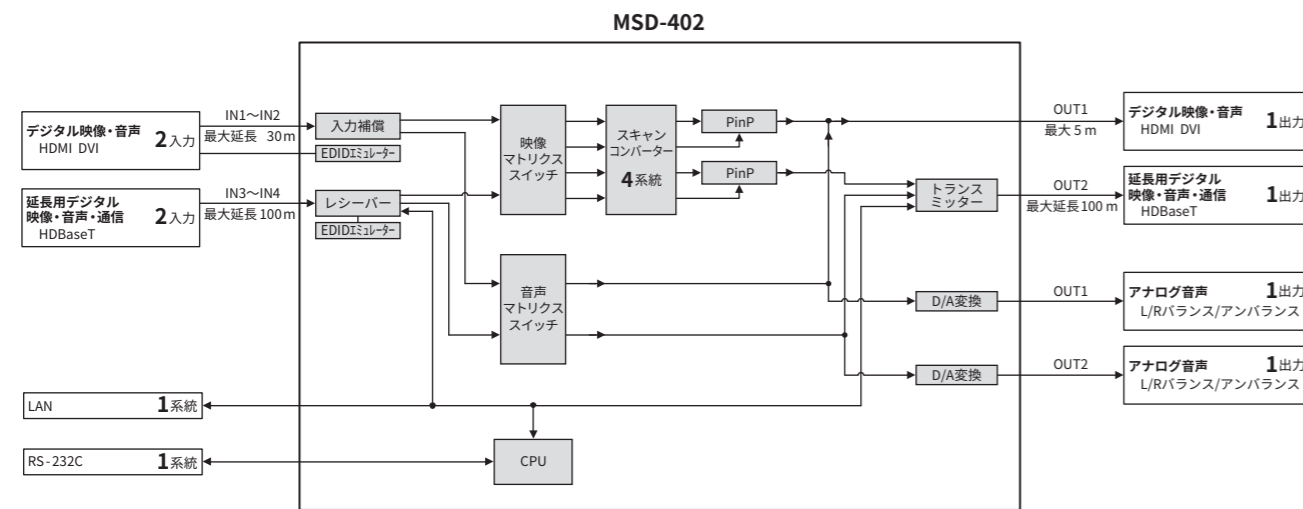 MSD-402
デジタル映像・音声 2入力
HDMI DVI
IN1～IN2
最大延長 30m
延長用デジタル
映像・音声・通信 2入力
HDBaseT
IN3～IN4
最大延長100m
LAN 1系統
RS-232C 1系統
入力補償
EDIDエミュレーター
レシーバー
EDIDエミュレーター
映像
マトリクス
スイッチ
スキャン
コンバーター
4系統
PinP
PinP
音声
マトリクス
スイッチ
CPU
トランス
ミッター
D/A変換
D/A変換
OUT1
最大5m
デジタル映像・音声 1出力
HDMI DVI
OUT2
最大延長100m
延長用デジタル
映像・音声・通信 1出力
HDBaseT
OUT1
アナログ音声 1出力
L/Rバランス/アンバランス
OUT2
アナログ音声 1出力
L/Rバランス/アンバランス